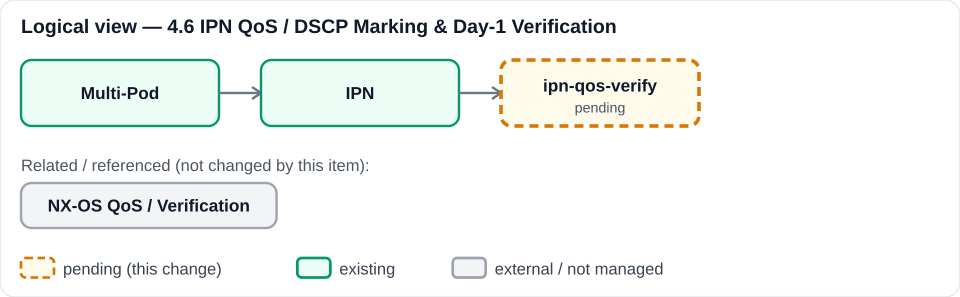 Logical view — 4.6 IPN QoS / DSCP Marking & Day-1 Verification
Multi-Pod
IPN
ipn-qos-verify
pending
Related / referenced (not changed by this item):
NX-OS QoS / Verification
pending (this change)
existing
external / not managed